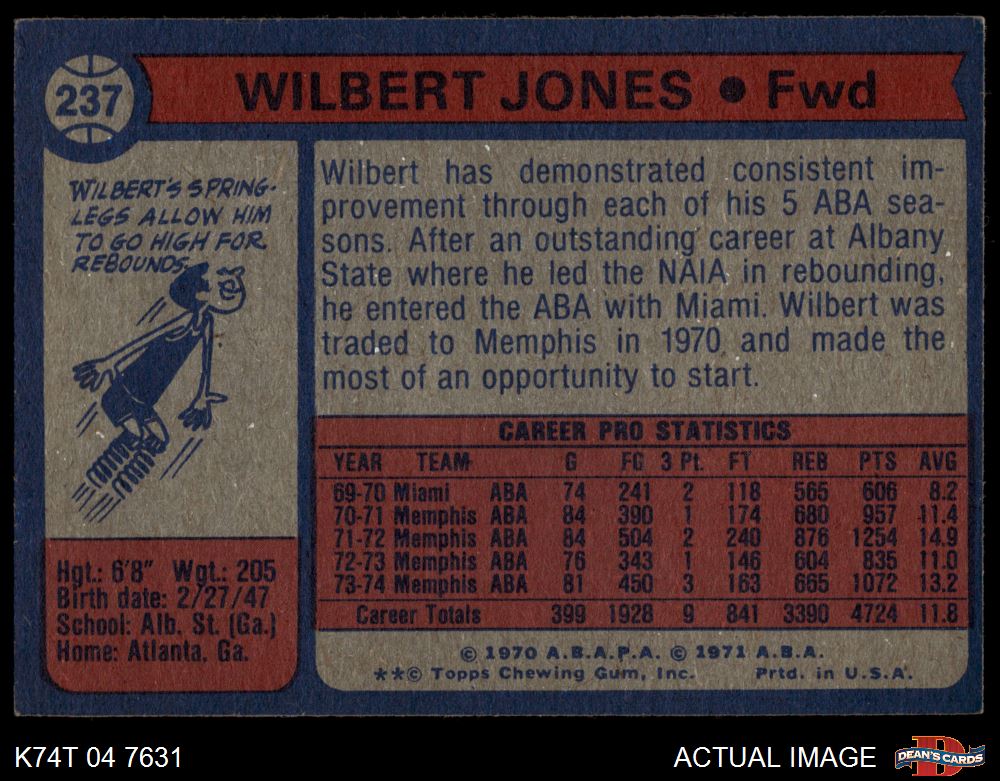 237
WILBERT JONES ● Fwd
WILBERT'S SPRING-
LEGS ALLOW HIM
TO GO HIGH FOR
REBOUNDS.
Wilbert has demonstrated consistent im-
provement through each of his 5 ABA sea-
sons. After an outstanding career at Albany
State where he led the NAIA in rebounding,
he entered the ABA with Miami. Wilbert was
traded to Memphis in 1970 and made the
most of an opportunity to start.
Hgt.: 6'8" Wgt.: 205
Birth date: 2/27/47
School: Alb. St. (Ga.)
Home: Atlanta, Ga.
CAREER PRO STATISTICS
YEAR TEAM G FG 3 Pt. FT REB PTS AVG
69-70 Miami ABA 74 241 2 118 565 606 8.2
70-71 Memphis ABA 84 390 1 174 680 957 11.4
71-72 Memphis ABA 84 504 2 240 876 1254 14.9
72-73 Memphis ABA 76 343 1 146 604 835 11.0
73-74 Memphis ABA 81 450 3 163 665 1072 13.2
Career Totals 399 1928 9 841 3390 4724 11.8
© 1970 A.B.A.P.A. © 1971 A.B.A.
**© Topps Chewing Gum, Inc. Prtd. in U.S.A.
K74T 04 7631
ACTUAL IMAGE
D
DEAN'S CARDS